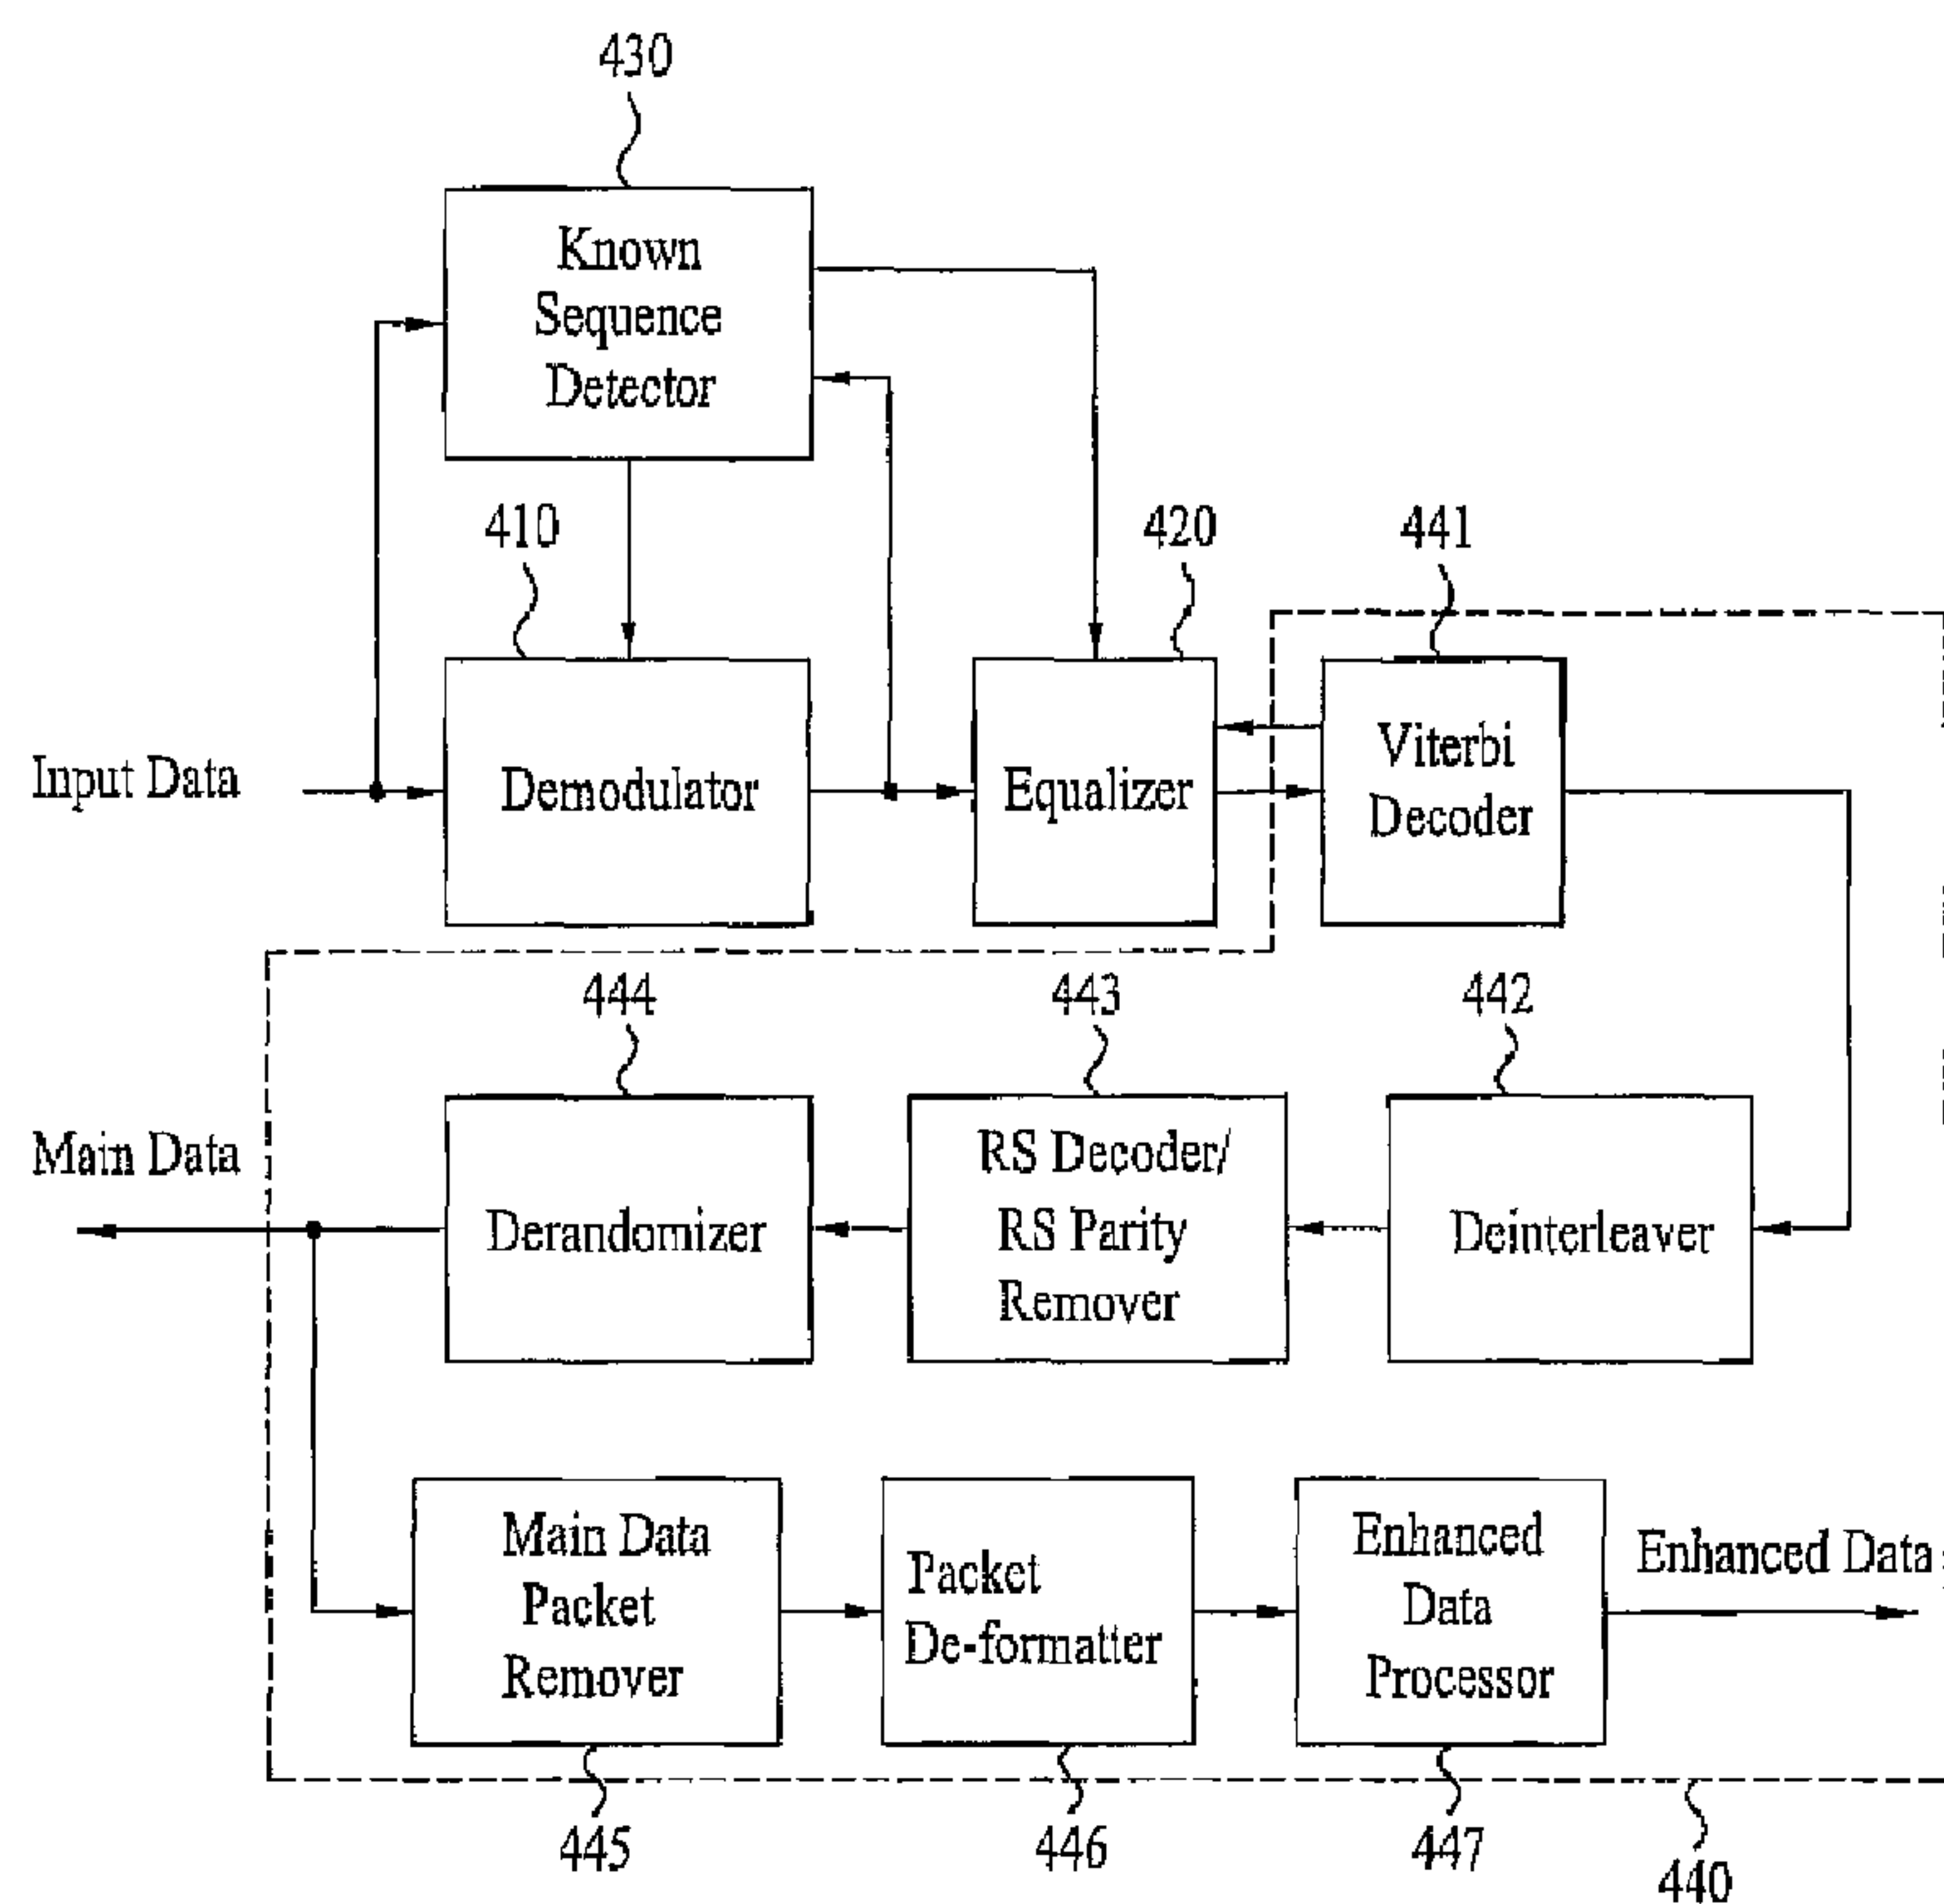 430
Known
Sequence
Detector
410
420
441
Input Data
Demodulator
Equalizer
Viterbi
Decoder
444
443
442
Main Data
Derandomizer
RS Decoder/
RS Parity
Remover
Deinterleaver
Main Data
Packet
Remover
Packet
De-formatter
Enhanced
Data
Processor
Enhanced Data
445
446
447
440